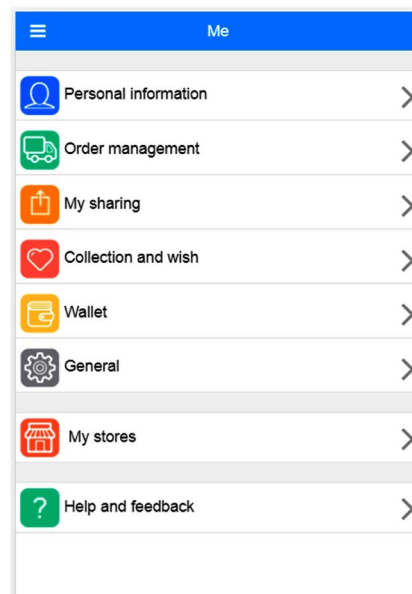 Me
Personal information
Order management
My sharing
Collection and wish
Wallet
General
My stores
Help and feedback